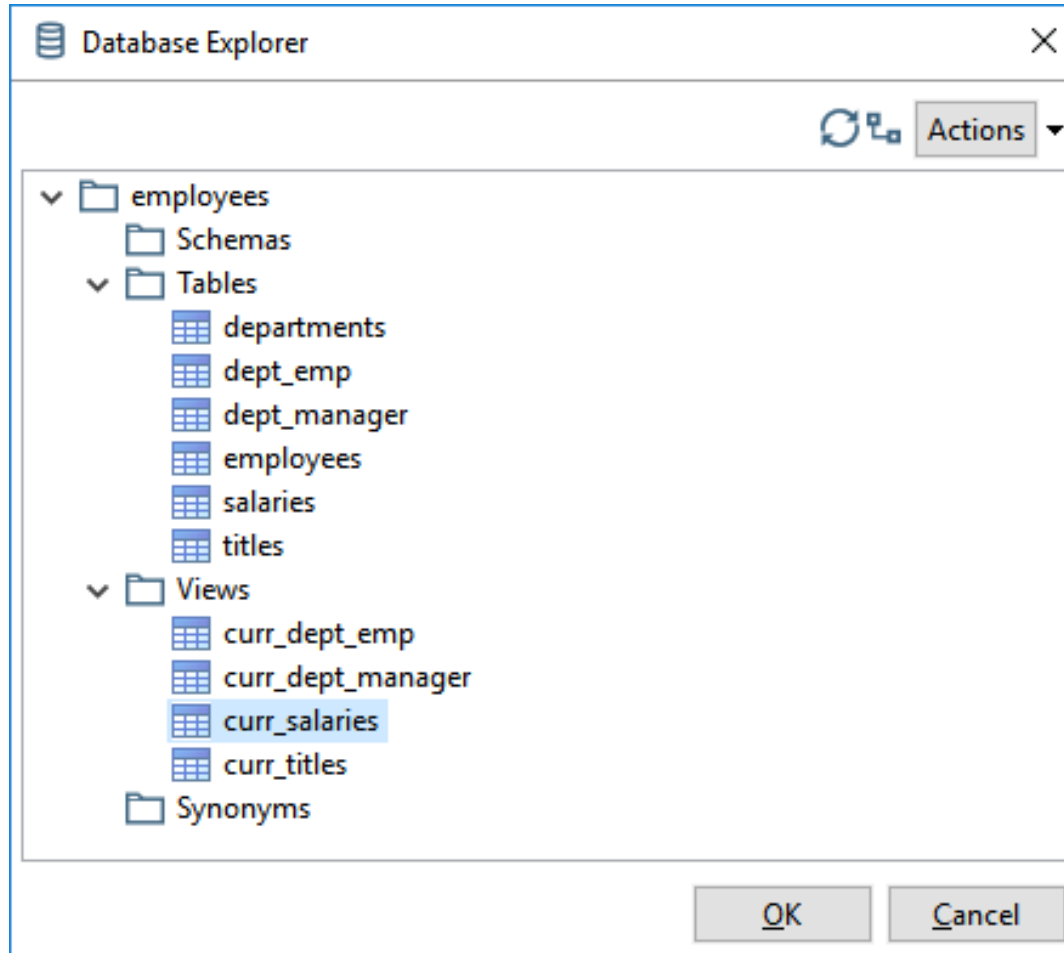 Database Explorer
Actions
employees
Schemas
Tables
departments
dept_emp
dept_manager
employees
salaries
titles
Views
curr_dept_emp
curr_dept_manager
curr_salaries
curr_titles
Synonyms
OK
Cancel